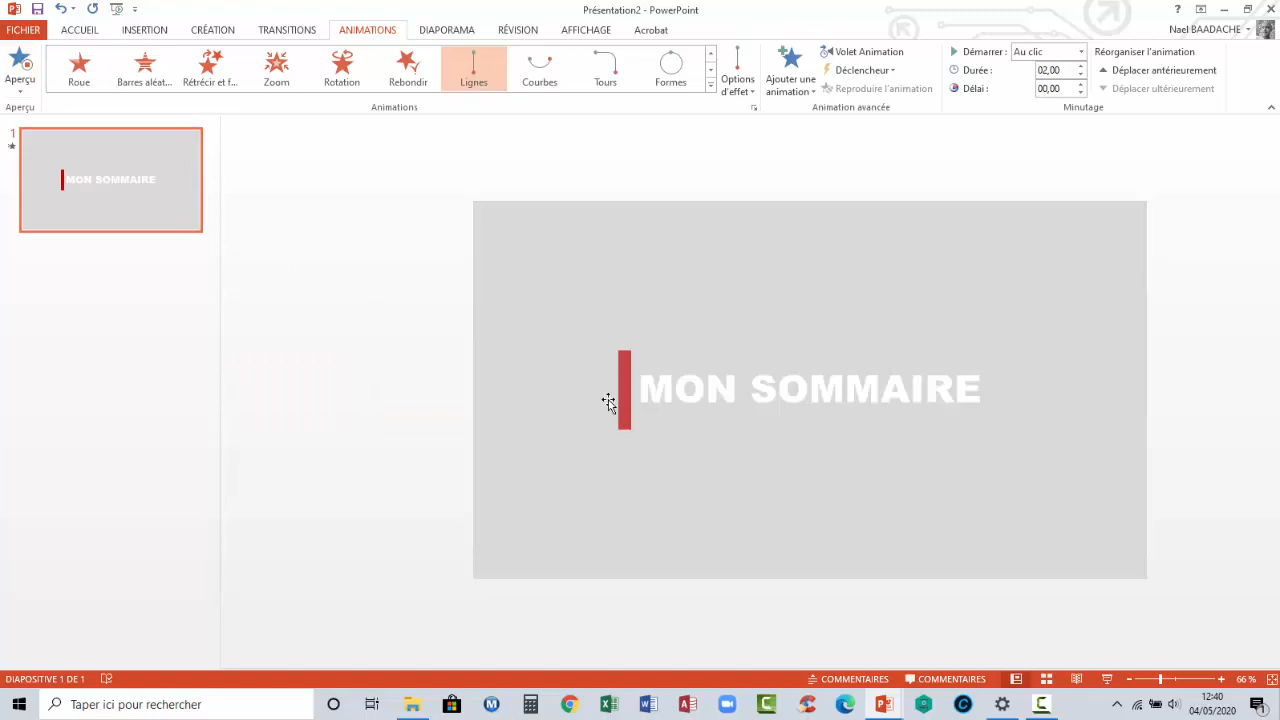 Présentation2 - PowerPoint
?
FICHIER ACCUEIL INSERTION CRÉATION TRANSITIONS ANIMATIONS DIAPORAMA RÉVISION AFFICHAGE Acrobat Nael BAADACHE
Aperçu
Roue Barres aléat... Rétrécir et f... Zoom Rotation Rebondir Lignes Courbes Tours Formes
Options d'effet
Ajouter une animation
Volet Animation
Déclencheur
Reproduire l'animation
Démarrer : Au clic
Durée : 02,00
Délai : 00,00
Réorganiser l'animation
Déplacer antérieurement
Déplacer ultérieurement
Aperçu Animations Animation avancée Minutage
1
MON SOMMAIRE
MON SOMMAIRE
DIAPOSITIVE 1 DE 1 COMMENTAIRES COMMENTAIRES 66 %
Taper ici pour rechercher
12:40
04/05/2020
1